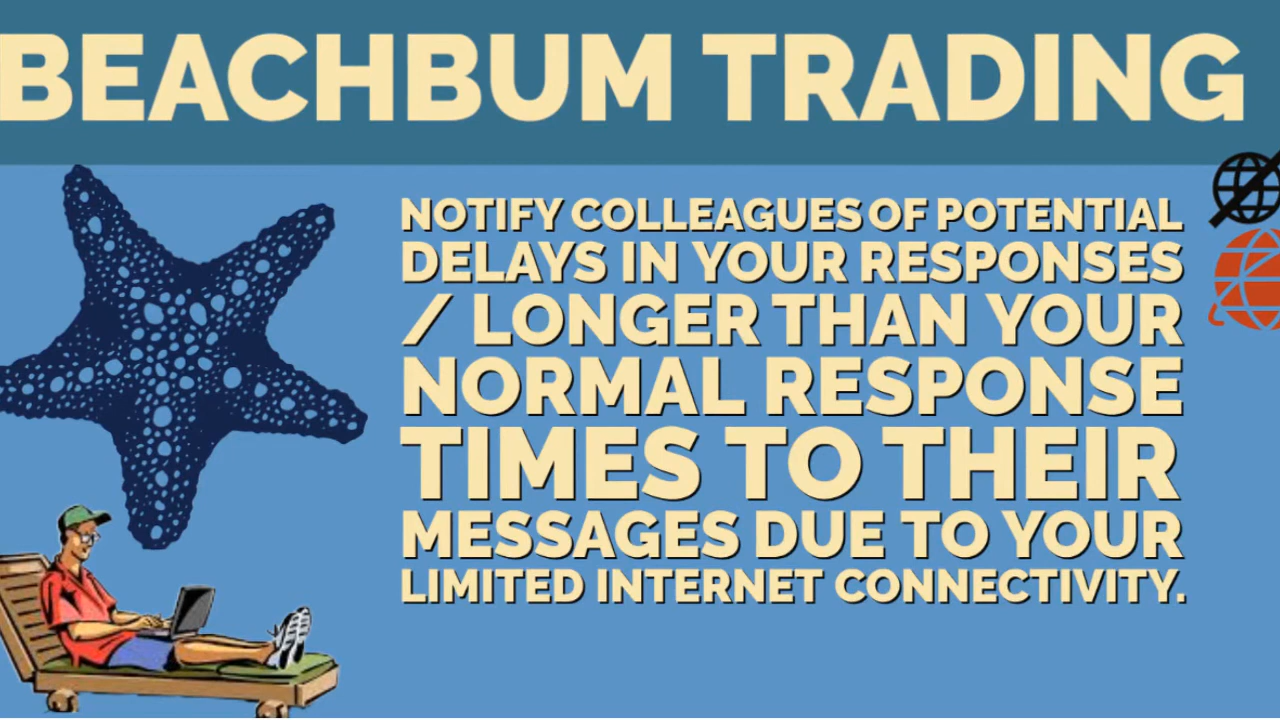 BEACHBUM TRADING
NOTIFY COLLEAGUES OF POTENTIAL
DELAYS IN YOUR RESPONSES
/ LONGER THAN YOUR
NORMAL RESPONSE
TIMES TO THEIR
MESSAGES DUE TO YOUR
LIMITED INTERNET CONNECTIVITY.